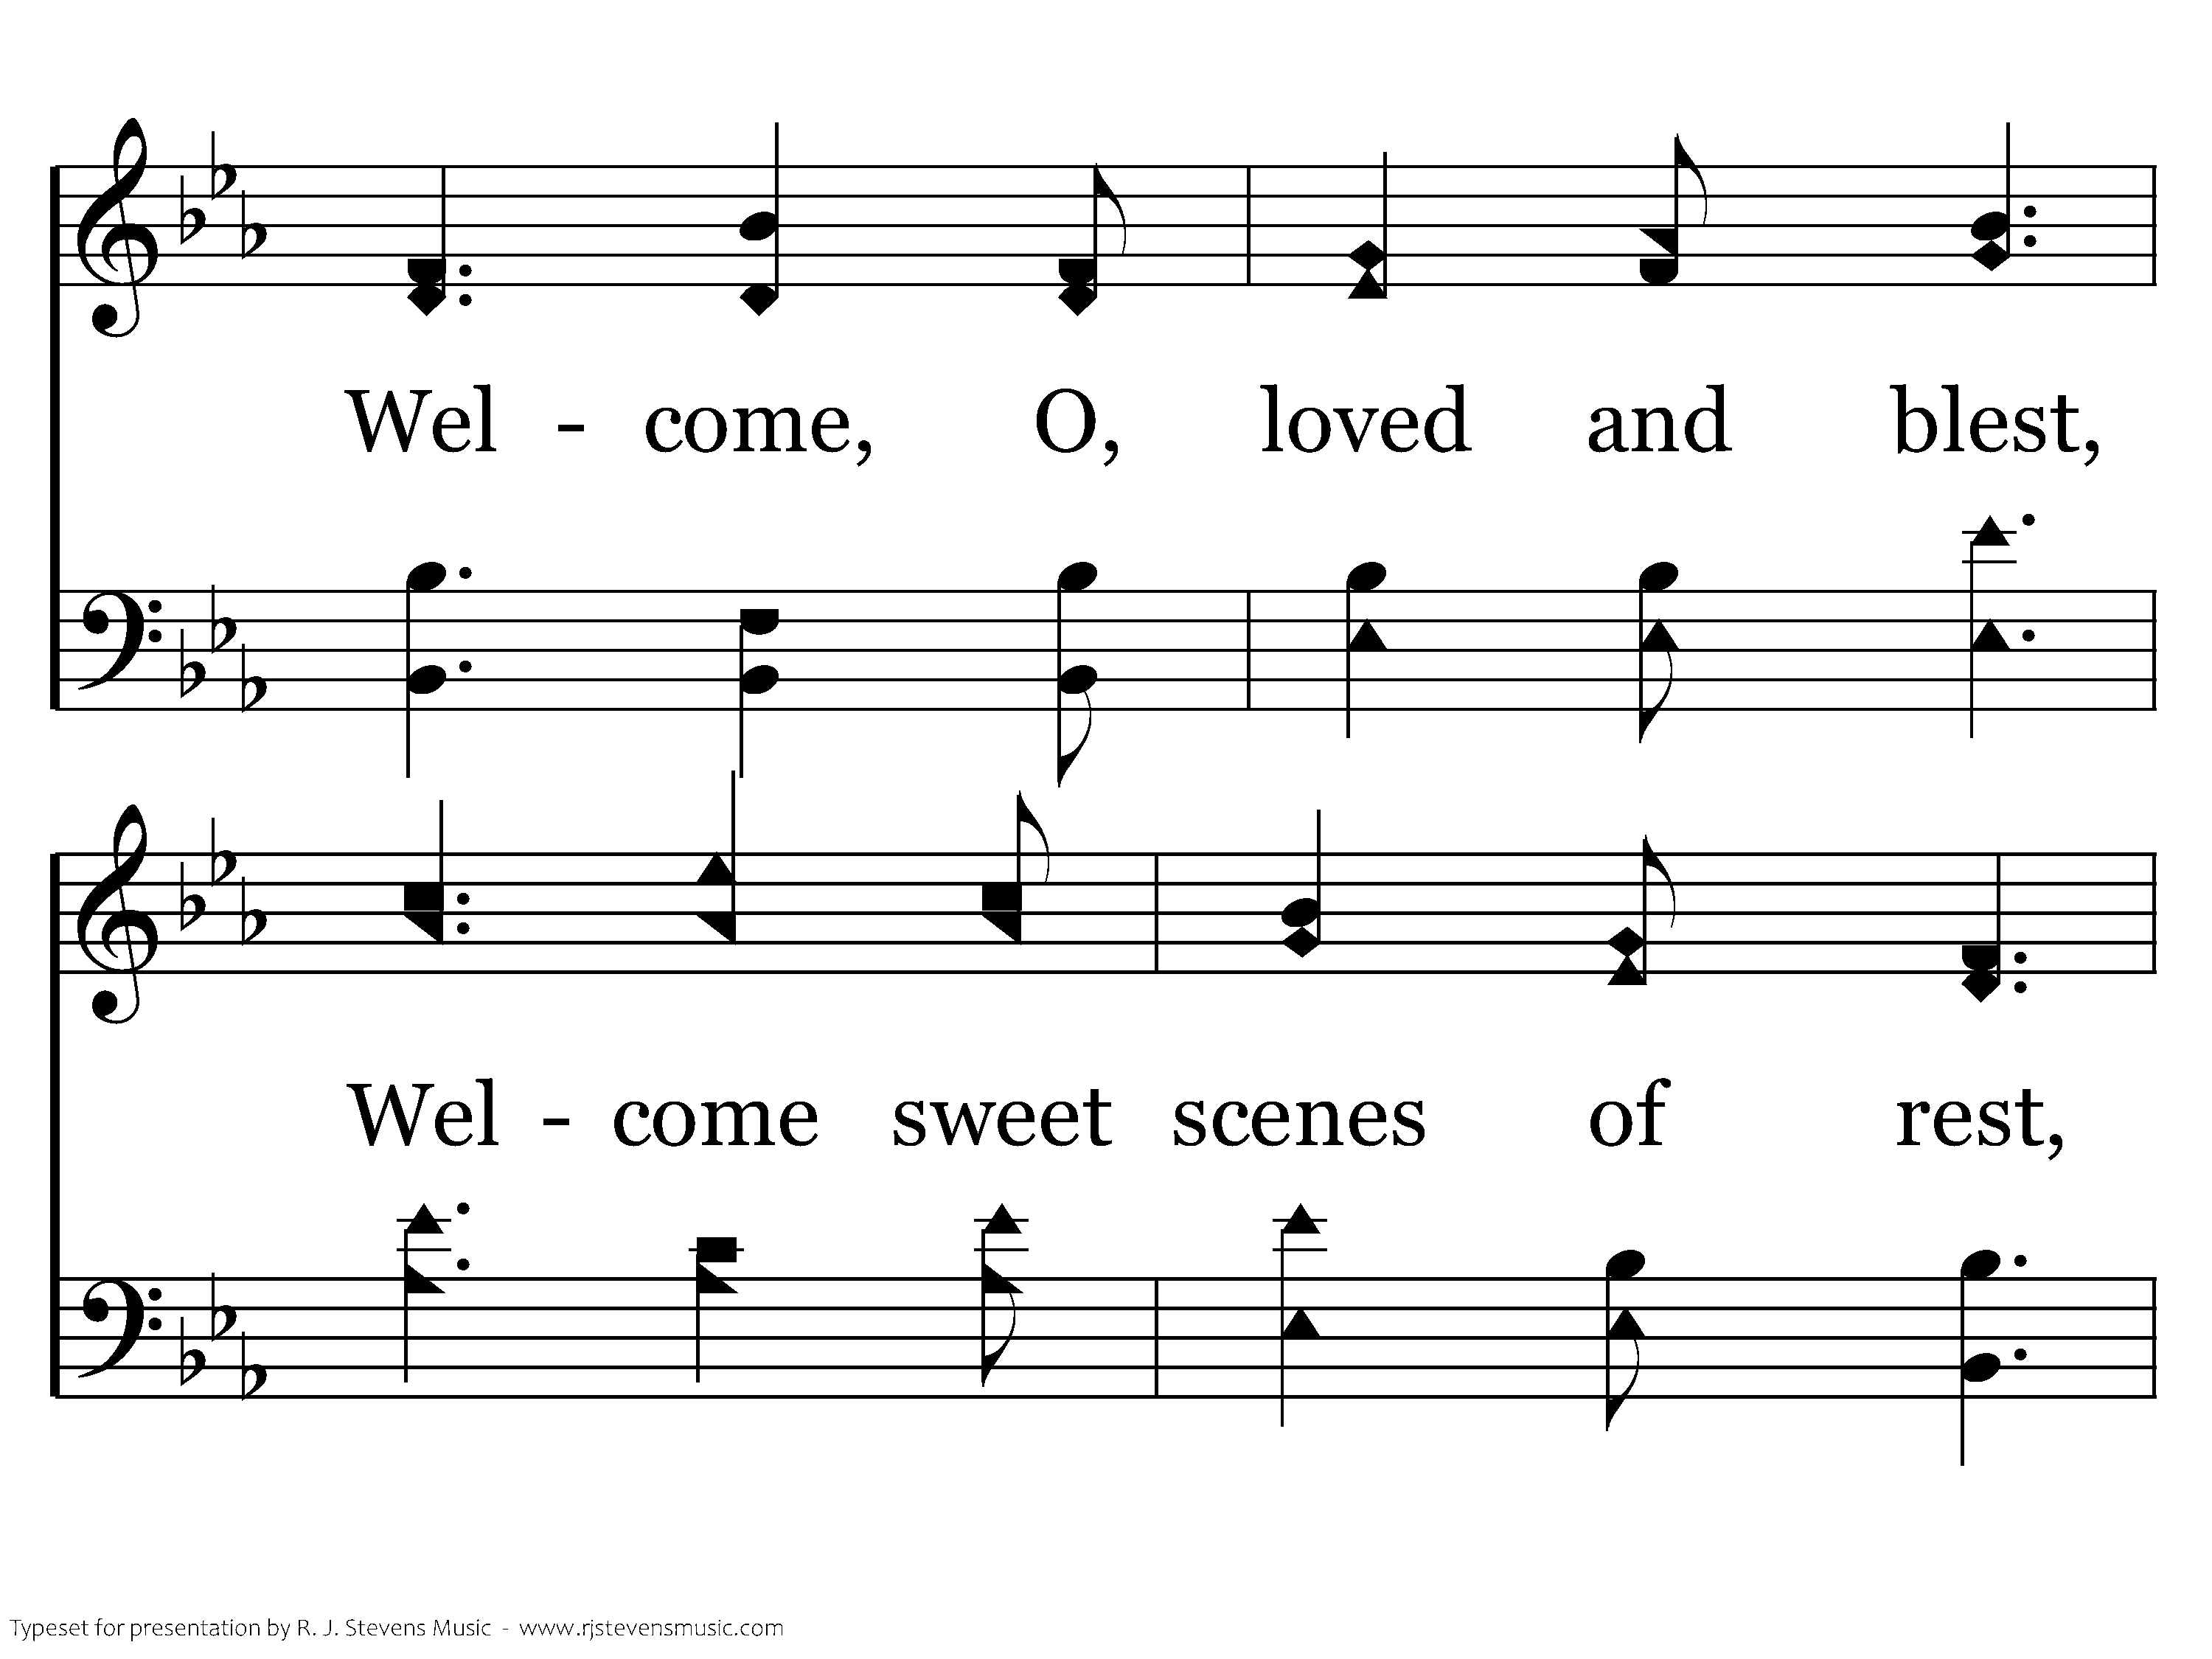 Wel - come, O, loved and blest,
Wel - come sweet scenes of rest,
Typeset for presentation by R. J. Stevens Music - www.rjstevensmusic.com